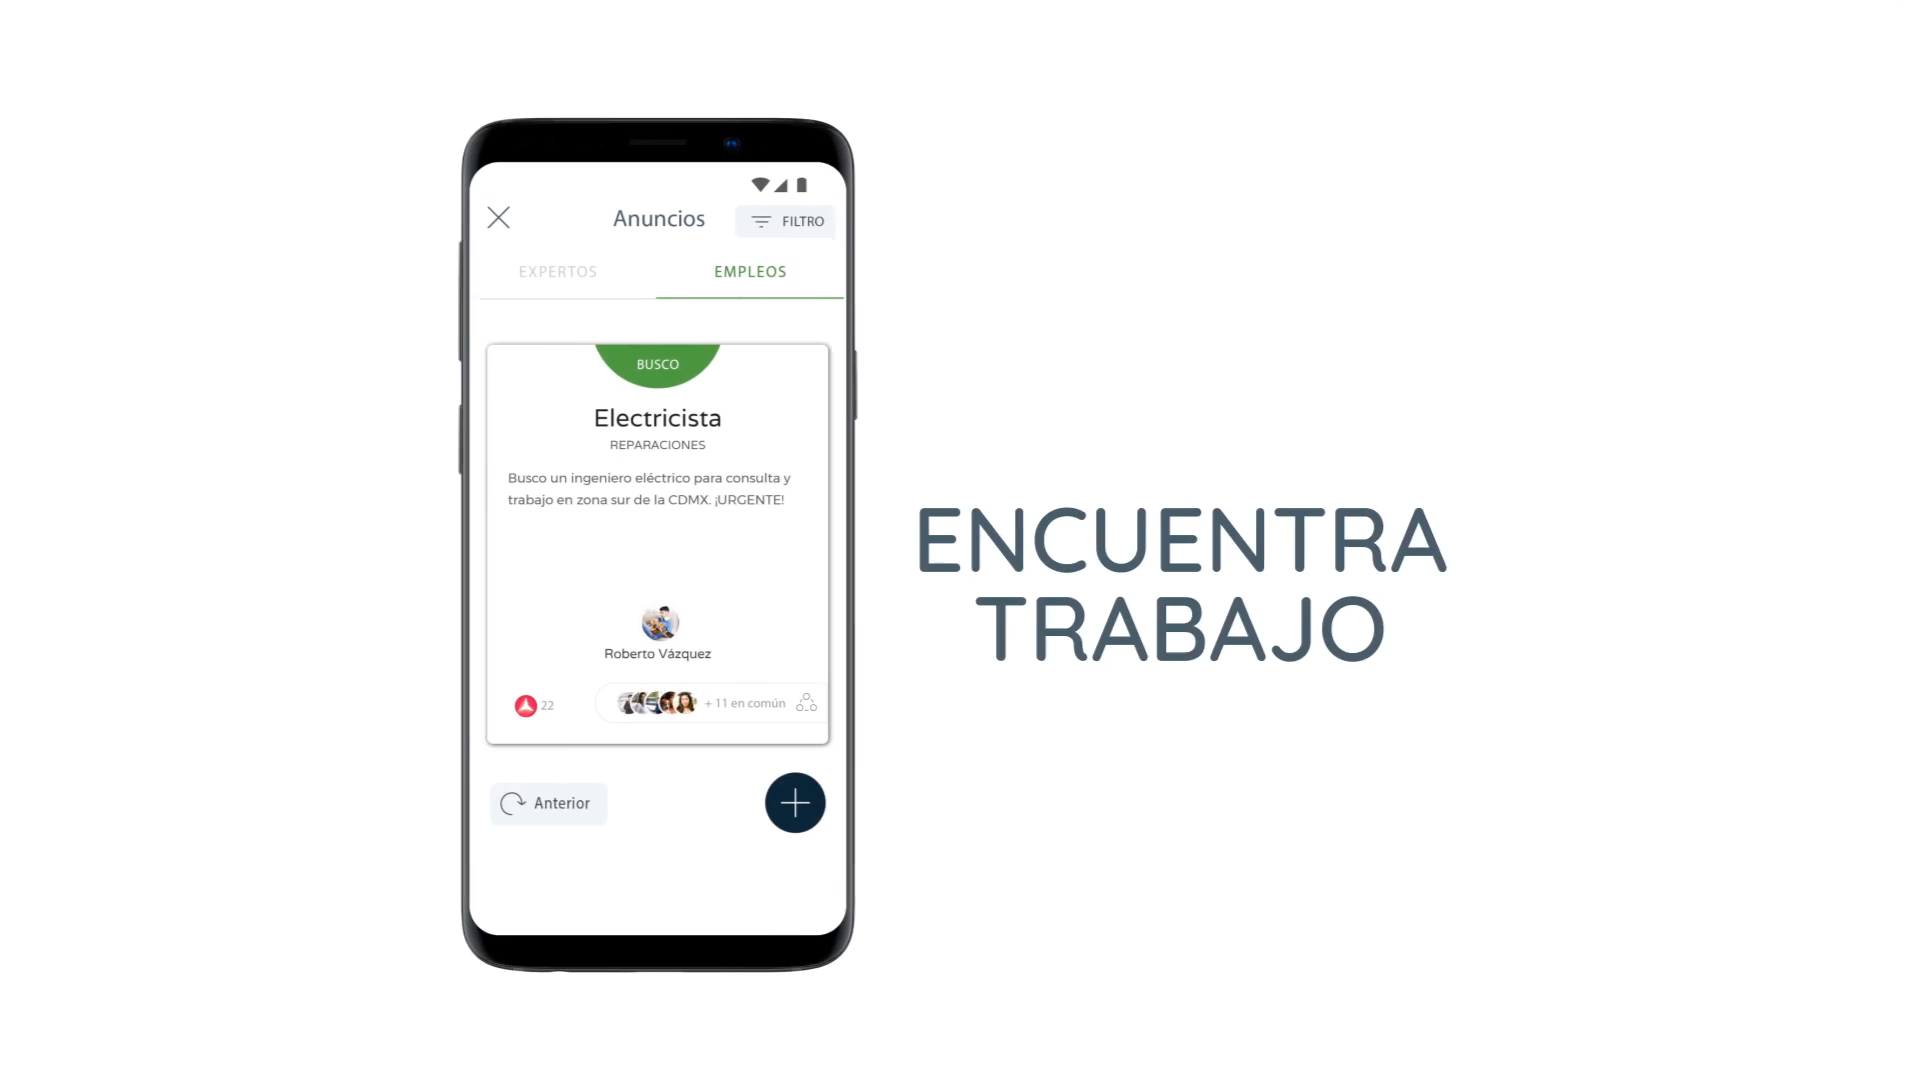 Anuncios
FILTRO
EXPERTOS
EMPLEOS
BUSCO
Electricista
REPARACIONES
Busco un ingeniero eléctrico para consulta y
trabajo en zona sur de la CDMX. ¡URGENTE!
Roberto Vázquez
22
+ 11 en común
Anterior
ENCUENTRA
TRABAJO